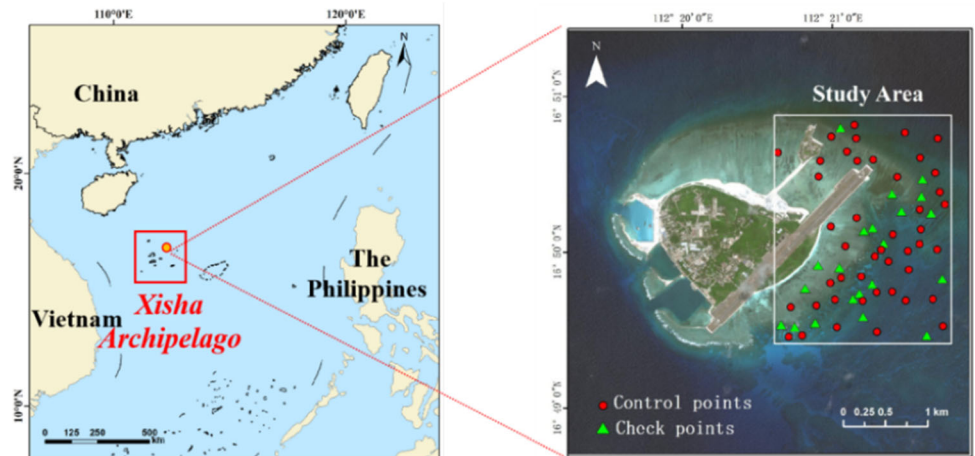 110°0'E
120°0'E
N
China
20°0'N
The
Philippines
Xisha
Archipelago
Vietnam
10°0'N
0 125 250 500
km
112° 20'0"E
112° 21'0"E
N
16° 51'0"N
Study Area
16° 50'0"N
16° 49'0"N
Control points
Check points
0 0.25 0.5 1 km